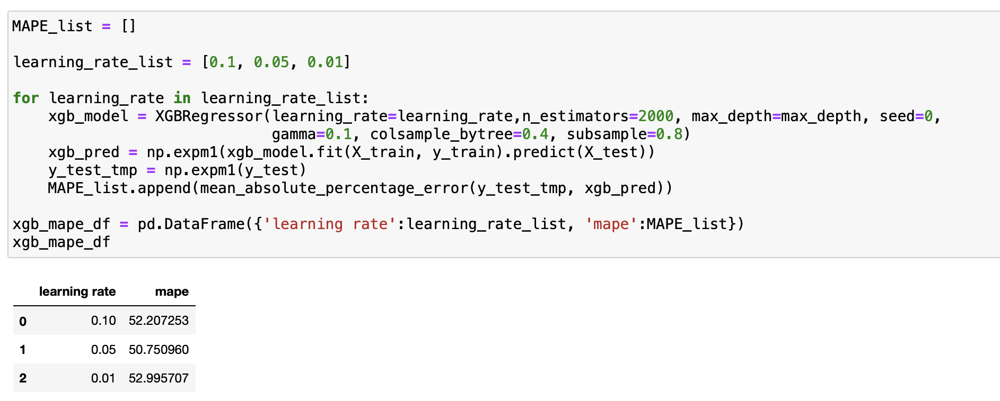 MAPE_list = []
learning_rate_list = [0.1, 0.05, 0.01]
for learning_rate in learning_rate_list:
    xgb_model = XGBRegressor(learning_rate=learning_rate,n_estimators=2000, max_depth=max_depth, seed=0,
                             gamma=0.1, colsample_bytree=0.4, subsample=0.8)
    xgb_pred = np.expm1(xgb_model.fit(X_train, y_train).predict(X_test))
    y_test_tmp = np.expm1(y_test)
    MAPE_list.append(mean_absolute_percentage_error(y_test_tmp, xgb_pred))
xgb_mape_df = pd.DataFrame({'learning rate':learning_rate_list, 'mape':MAPE_list})
xgb_mape_df
learning rate mape
0 0.10 52.207253
1 0.05 50.750960
2 0.01 52.995707